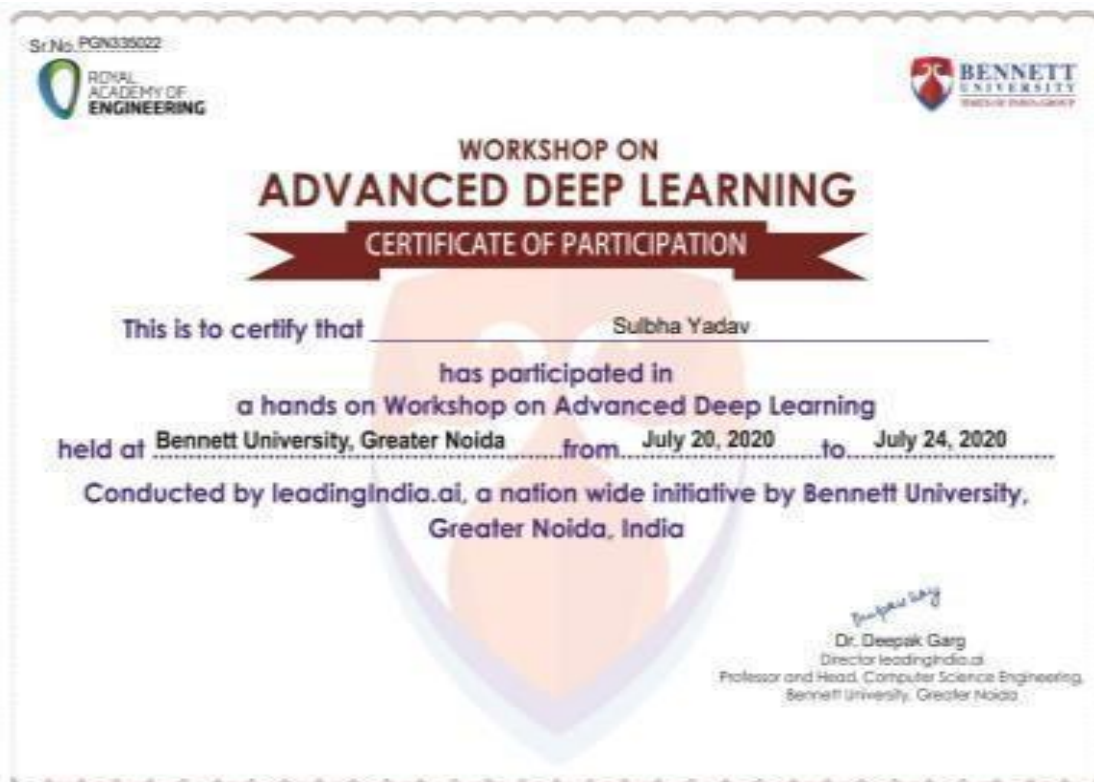 Sr.No. PGN335022
ROYAL
ACADEMY OF
ENGINEERING
BENNETT
UNIVERSITY
TIMES OF INDIA GROUP
WORKSHOP ON
ADVANCED DEEP LEARNING
CERTIFICATE OF PARTICIPATION
This is to certify that Sulbha Yadav
has participated in
a hands on Workshop on Advanced Deep Learning
held at Bennett University, Greater Noida from July 20, 2020 to July 24, 2020
Conducted by leadingIndia.ai, a nation wide initiative by Bennett University,
Greater Noida, India
Dr. Deepak Garg
Director leadingindia.ai
Professor and Head, Computer Science Engineering,
Bennett University, Greater Noida